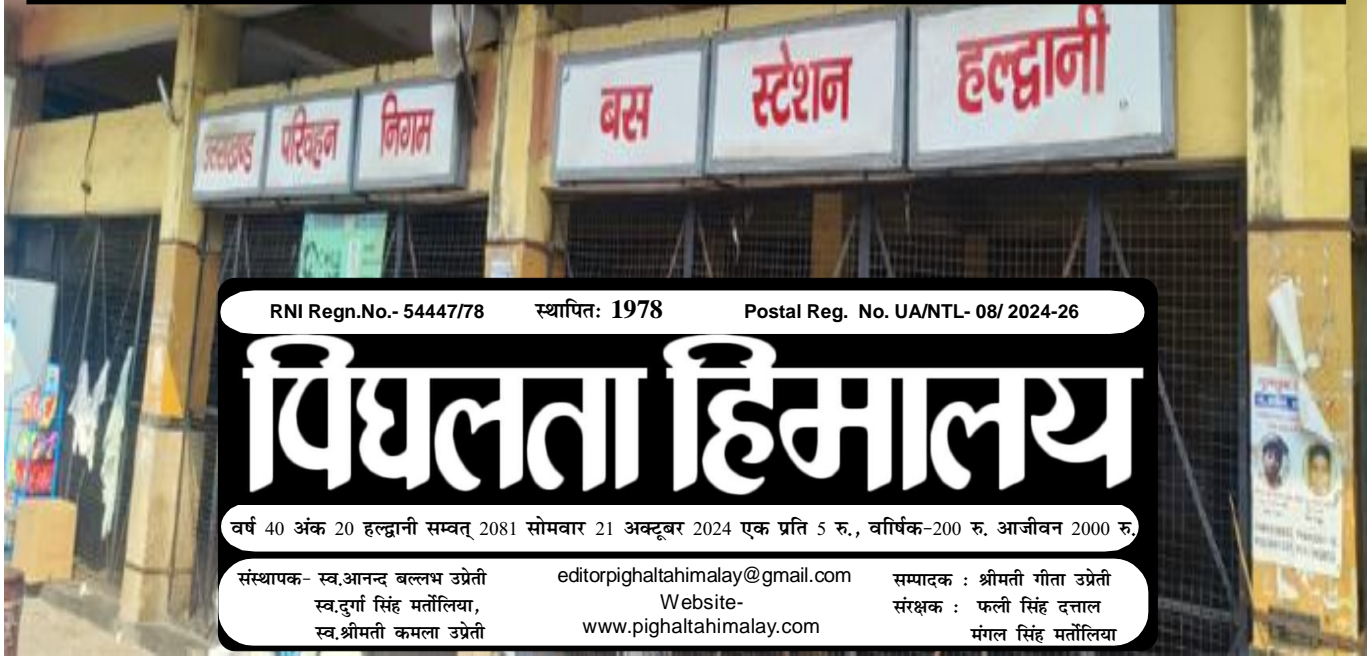 उत्तराखण्ड परिवहन निगम
बस स्टेशन हल्द्वानी
RNI Regn.No.- 54447/78 स्थापित: 1978 Postal Reg. No. UA/NTL- 08/ 2024-26
पिघलता हिमालय
वर्ष 40 अंक 20 हल्द्वानी सम्वत् 2081 सोमवार 21 अक्टूबर 2024 एक प्रति 5 रु., वार्षिक-200 रु. आजीवन 2000 रु.
संस्थापक- स्व.आनन्द बल्लभ उप्रेती
स्व.दुर्गा सिंह मर्तोलिया,
स्व.श्रीमती कमला उप्रेती
editorpighaltahimalay@gmail.com
Website-
www.pighaltahimalay.com
सम्पादक : श्रीमती गीता उप्रेती
संरक्षक : फली सिंह दत्ताल
मंगल सिंह मर्तोलिया